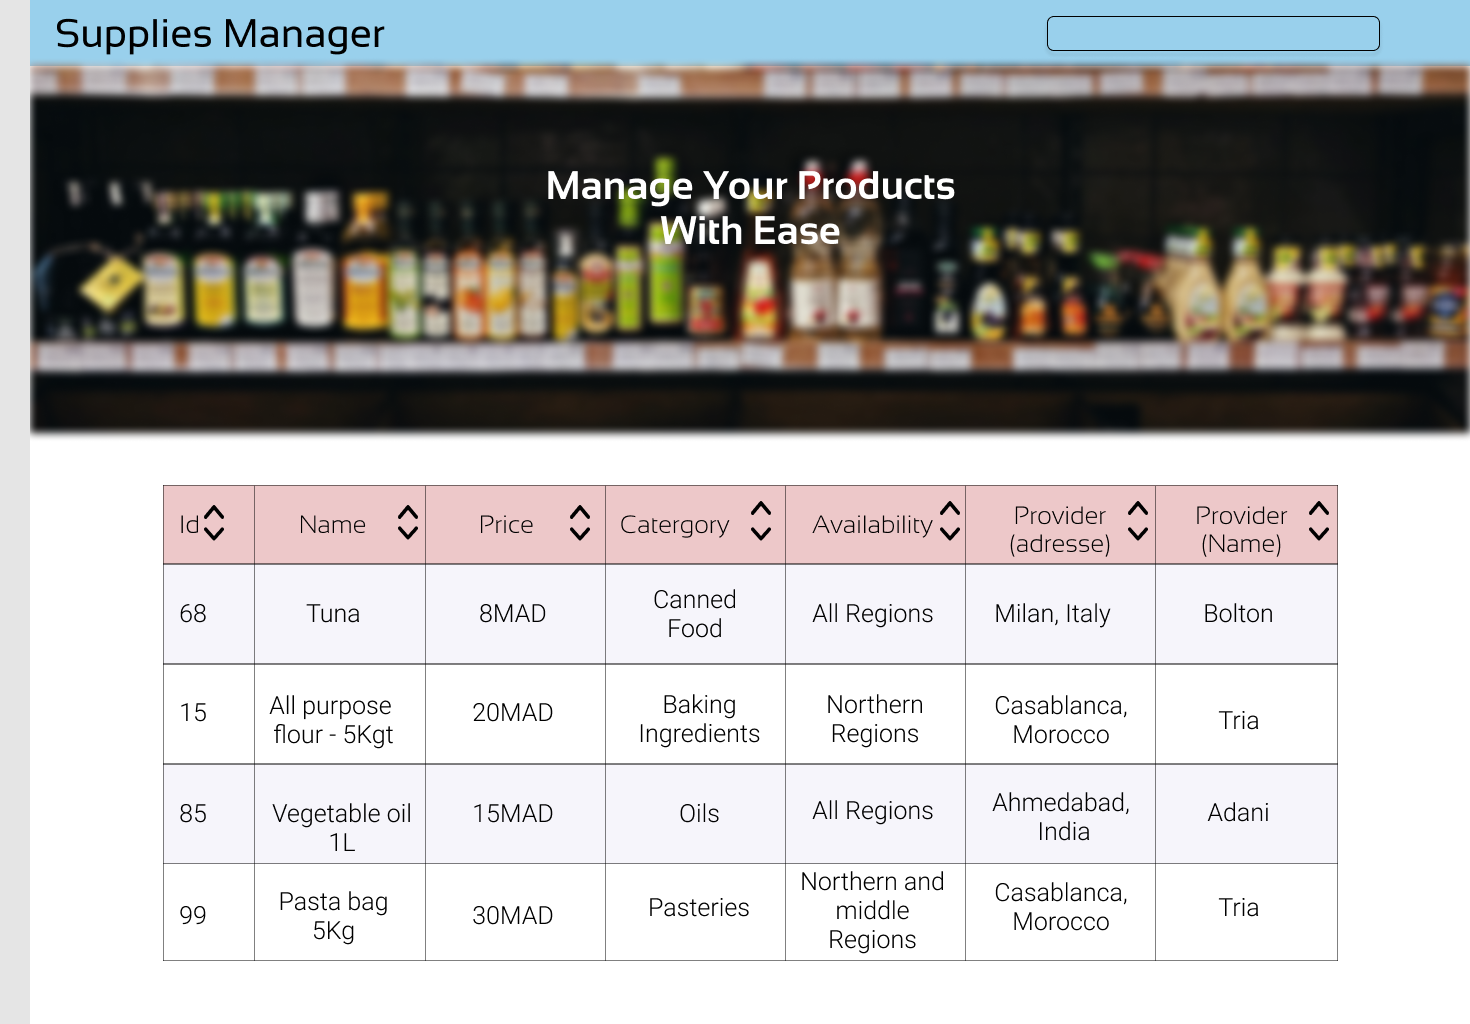 Supplies Manager
Manage Your Products
With Ease
Id
Name
Price
Catergory
Availability
Provider
(adresse)
Provider
(Name)
68
Tuna
8MAD
Canned
Food
All Regions
Milan, Italy
Bolton
15
All purpose
flour - 5Kgt
20MAD
Baking
Ingredients
Northern
Regions
Casablanca,
Morocco
Tria
85
Vegetable oil
1L
15MAD
Oils
All Regions
Ahmedabad,
India
Adani
99
Pasta bag
5Kg
30MAD
Pasteries
Northern and
middle
Regions
Casablanca,
Morocco
Tria